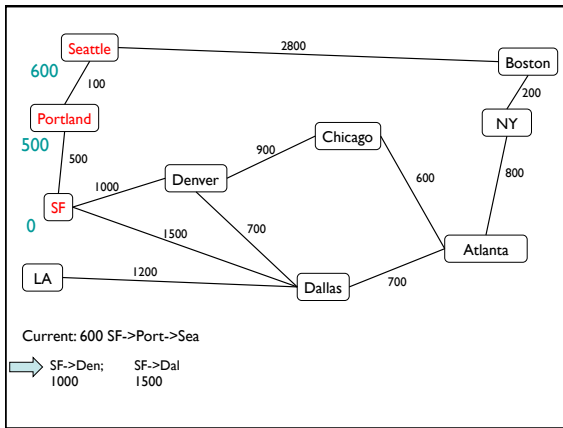 Seattle
2800
Boston
600
100
200
Portland
NY
500
Chicago
500
900
800
1000
Denver
600
SF
0
1500
700
Atlanta
LA
1200
700
Dallas
Current: 600 SF->Port->Sea
SF->Den; SF->Dal
1000 1500